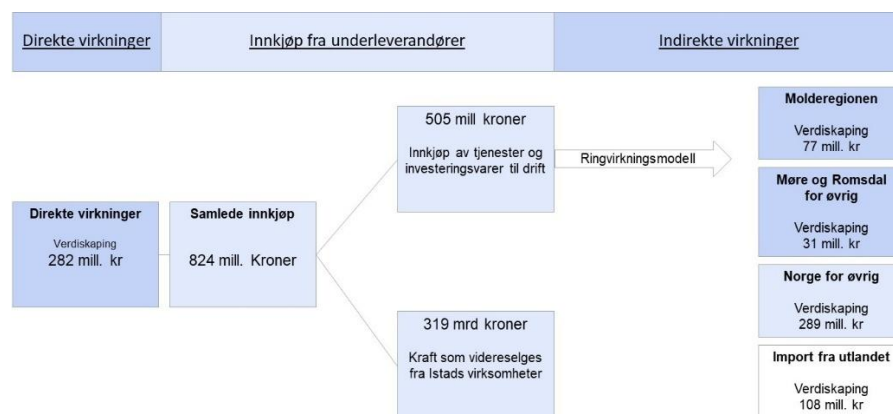 Direkte virkninger
Innkjøp fra underleverandører
Indirekte virkninger
Direkte virkninger
Verdiskaping
282 mill. kr
Samlede innkjøp
824 mill. Kroner
505 mill kroner
Innkjøp av tjenester og
investeringsvarer til drift
319 mrd kroner
Kraft som videreselges
fra Istads virksomheter
Ringvirkningsmodell
Molderegionen
Verdiskaping
77 mill. kr
Møre og Romsdal
for øvrig
Verdiskaping
31 mill. kr
Norge for øvrig
Verdiskaping
289 mill. kr
Import fra utlandet
Verdiskaping
108 mill. kr